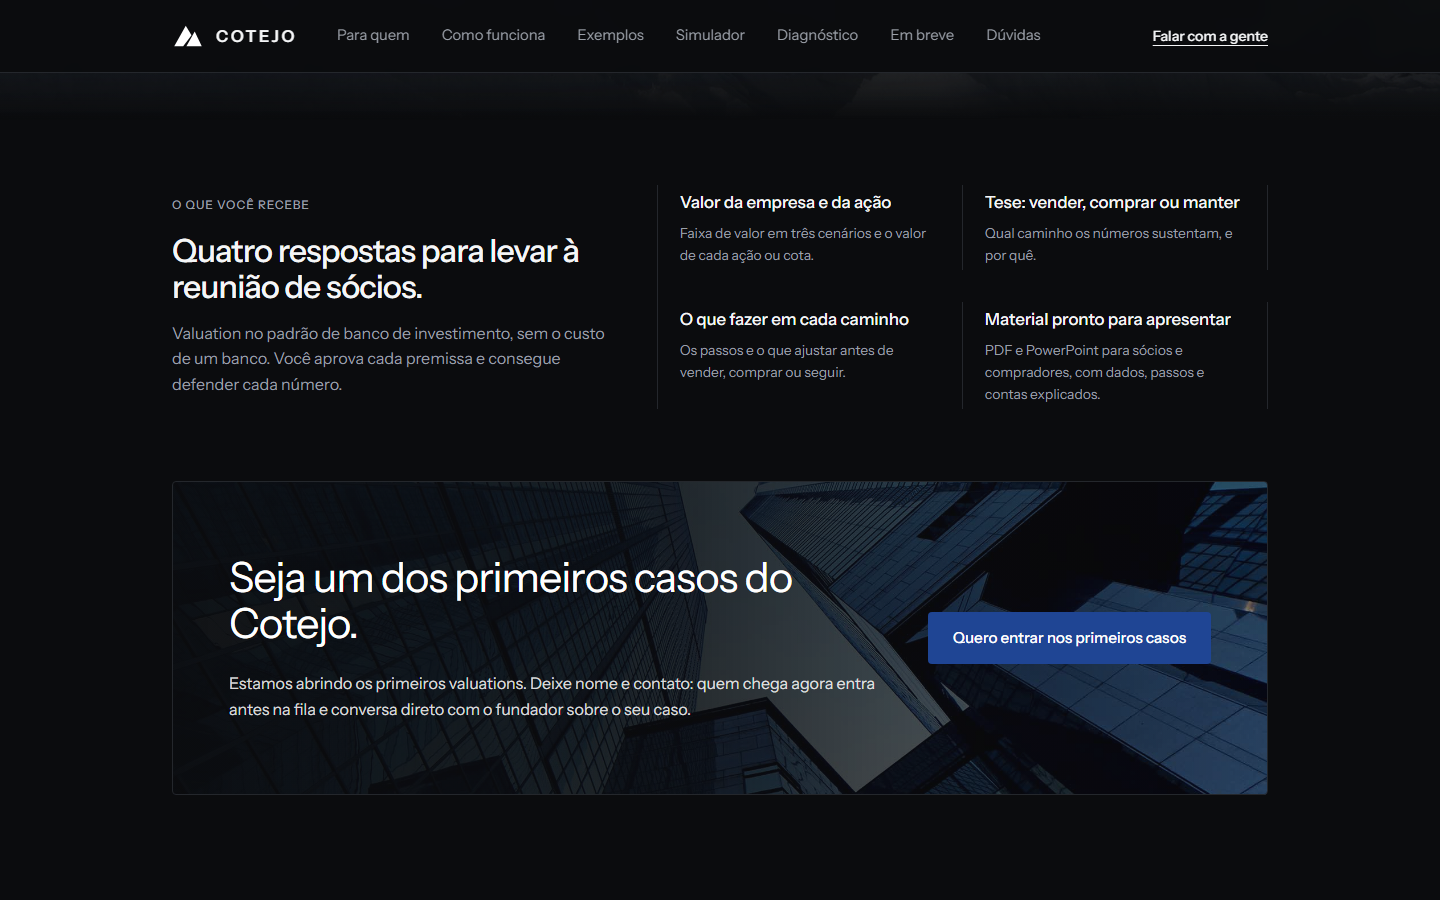 COTEJO
Para quem
Como funciona
Exemplos
Simulador
Diagnóstico
Em breve
Dúvidas
Falar com a gente
O QUE VOCÊ RECEBE
Quatro respostas para levar à
reunião de sócios.
Valuation no padrão de banco de investimento, sem o custo
de um banco. Você aprova cada premissa e consegue
defender cada número.
Valor da empresa e da ação
Faixa de valor em três cenários e o valor
de cada ação ou cota.
Tese: vender, comprar ou manter
Qual caminho os números sustentam, e
por quê.
O que fazer em cada caminho
Os passos e o que ajustar antes de
vender, comprar ou seguir.
Material pronto para apresentar
PDF e PowerPoint para sócios e
compradores, com dados, passos e
contas explicados.
Seja um dos primeiros casos do
Cotejo.
Estamos abrindo os primeiros valuations. Deixe nome e contato: quem chega agora entra
antes na fila e conversa direto com o fundador sobre o seu caso.
Quero entrar nos primeiros casos